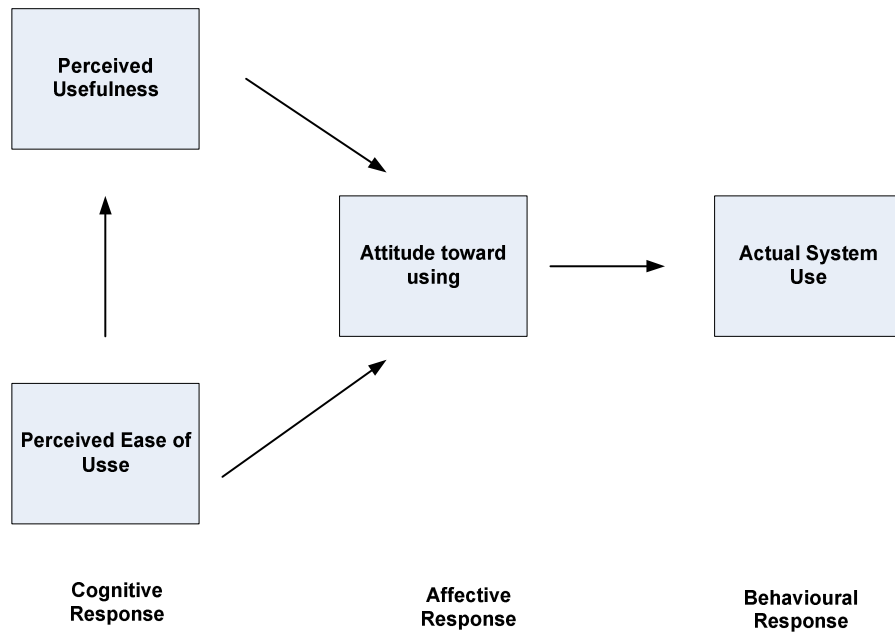 Perceived
Usefulness
Attitude toward
using
Actual System
Use
Perceived Ease of
Usse
Cognitive
Response
Affective
Response
Behavioural
Response